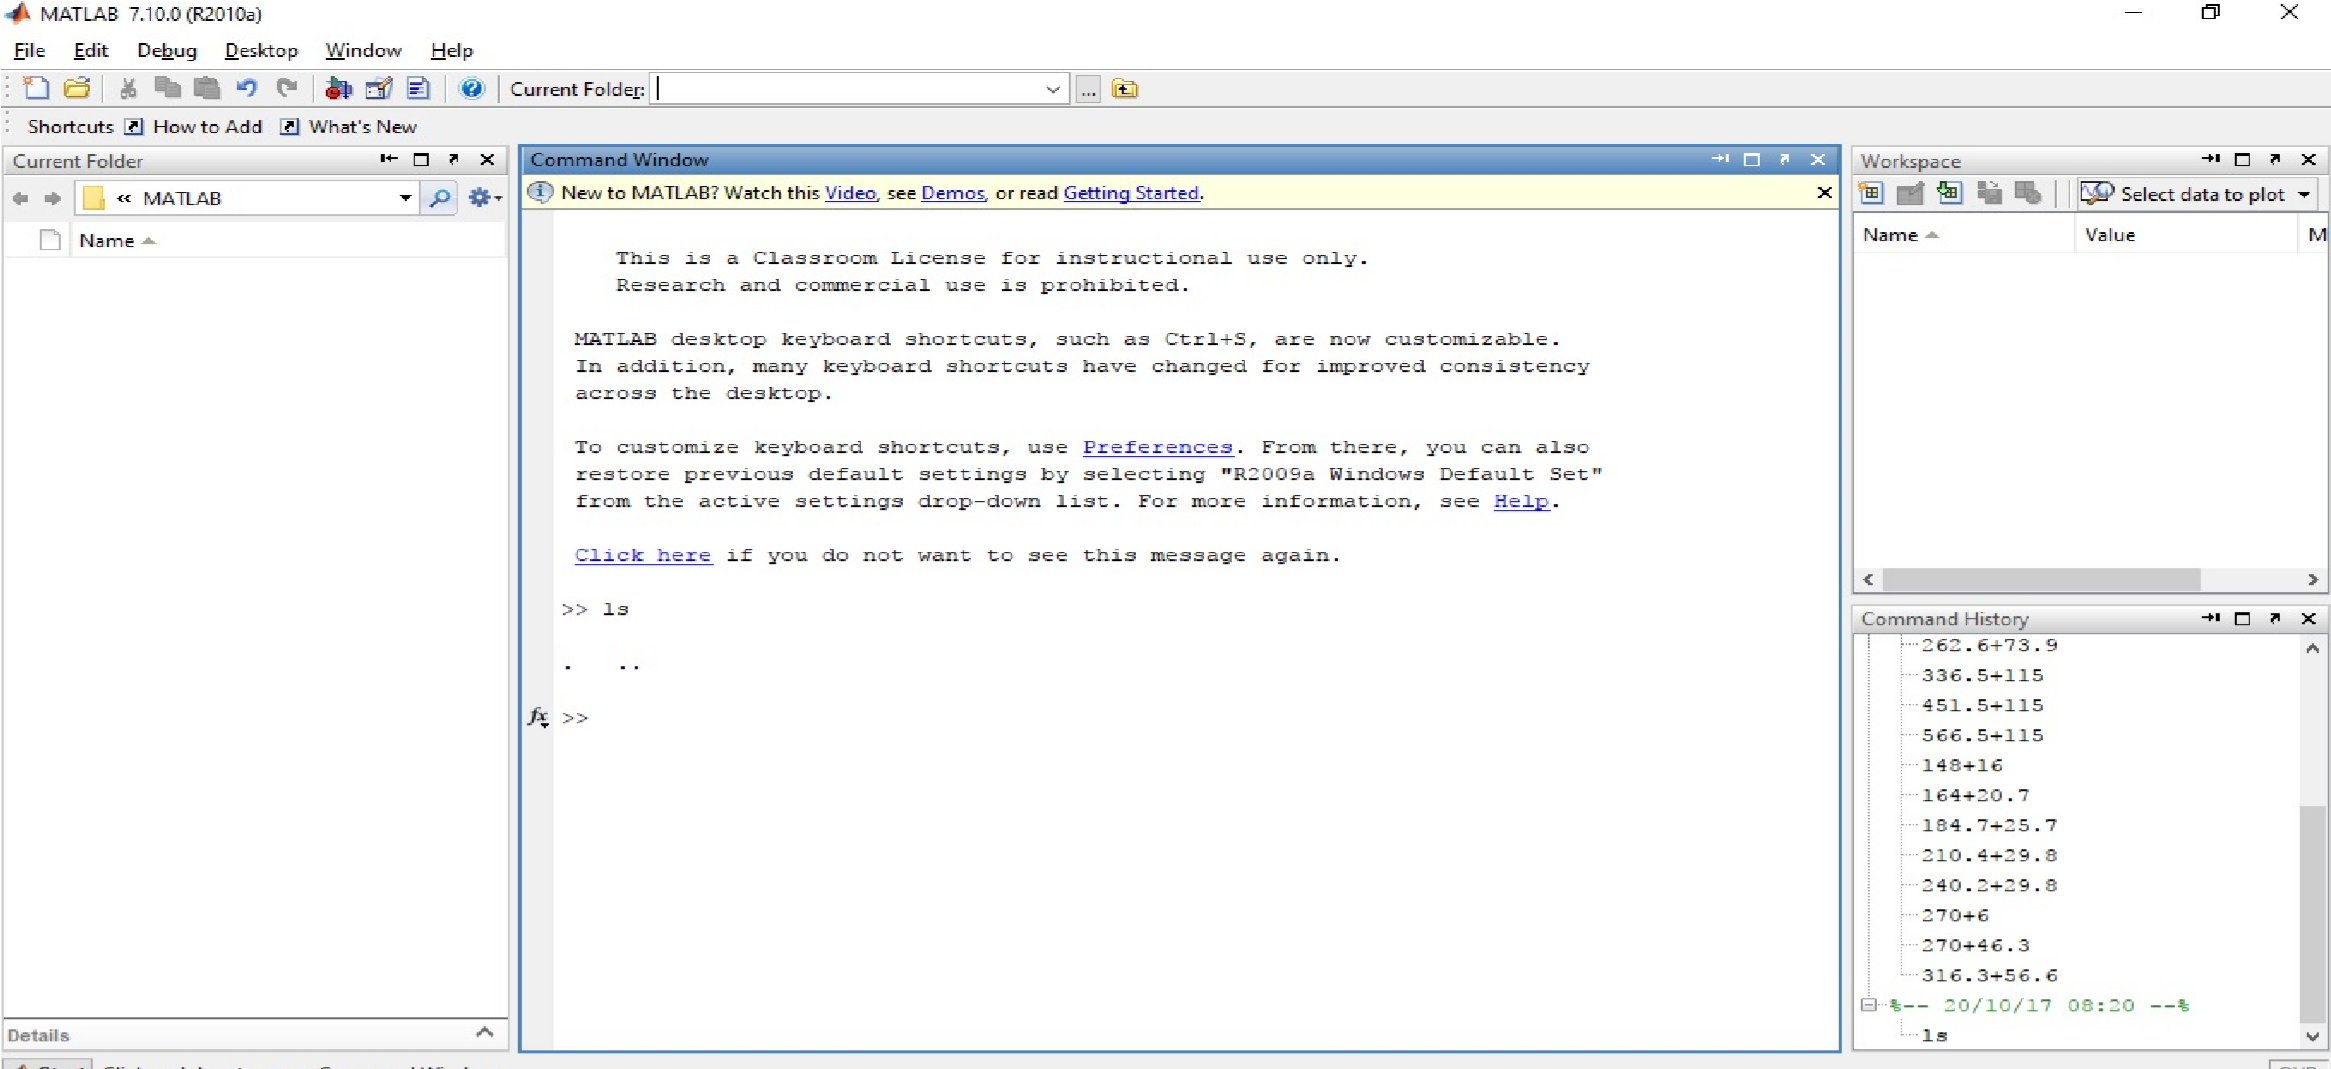 MATLAB 7.10.0 (R2010a)
File Edit Debug Desktop Window Help
Current Folder: ...
Shortcuts How to Add What's New
Current Folder
« MATLAB
Name
Details
Command Window
New to MATLAB? Watch this Video, see Demos, or read Getting Started.
This is a Classroom License for instructional use only.
Research and commercial use is prohibited.
MATLAB desktop keyboard shortcuts, such as Ctrl+S, are now customizable.
In addition, many keyboard shortcuts have changed for improved consistency
across the desktop.
To customize keyboard shortcuts, use Preferences. From there, you can also
restore previous default settings by selecting "R2009a Windows Default Set"
from the active settings drop-down list. For more information, see Help.
Click here if you do not want to see this message again.
>> ls
. ..
fx >>
Workspace
Select data to plot
Name Value M
Command History
262.6+73.9
336.5+115
451.5+115
566.5+115
148+16
164+20.7
184.7+25.7
210.4+29.8
240.2+29.8
270+6
270+46.3
316.3+56.6
%-- 20/10/17 08:20 --%
ls